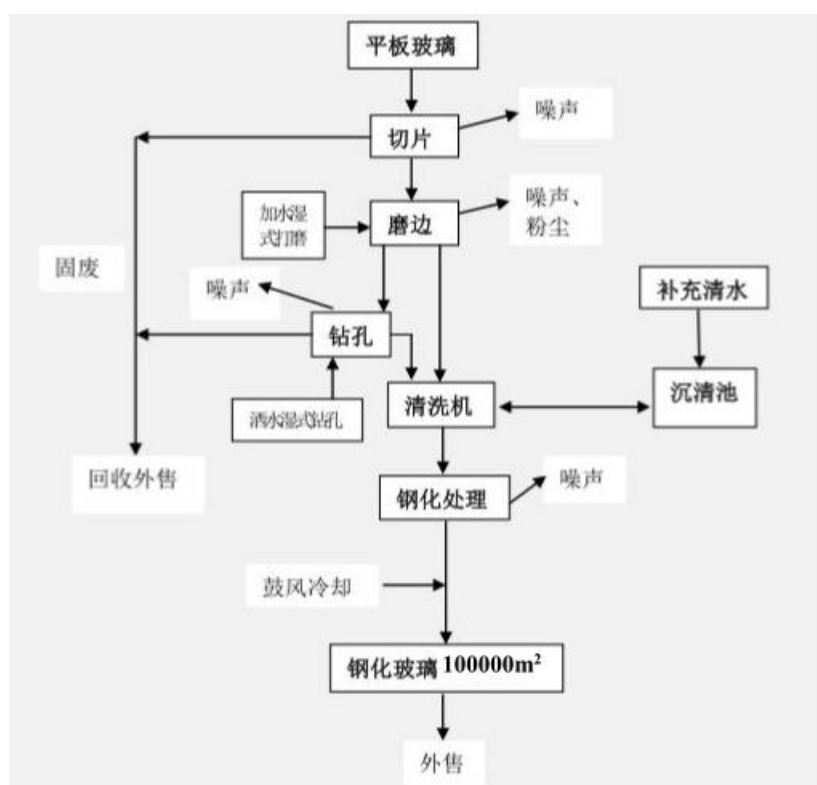 平板玻璃
噪声
切片
加水湿
式打磨
磨边
噪声、
粉尘
固废
噪声
补充清水
钻孔
沉清池
清洗机
洒水湿式钻孔
回收外售
钢化处理
噪声
鼓风冷却
钢化玻璃 100000m²
外售